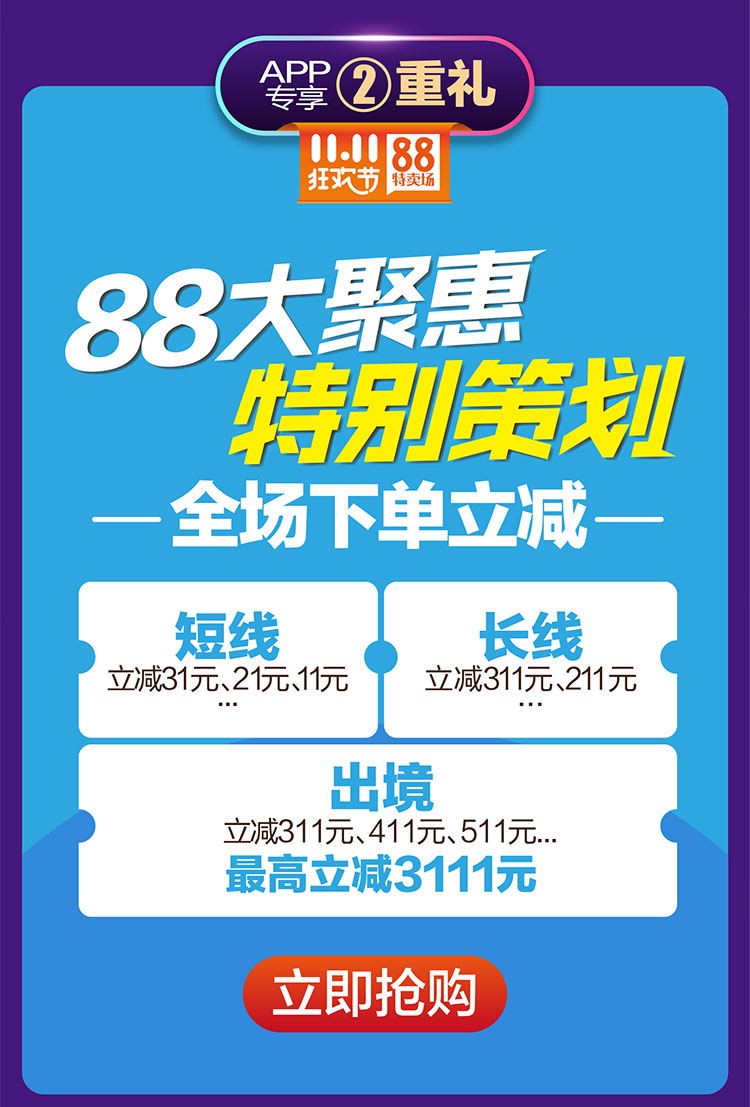 APP
专享
②重礼
11.11
狂欢节
88
特卖场
88大聚惠
特别策划
全场下单立减
短线
立减31元、21元、11元
...
长线
立减311元、211元
...
出境
立减311元、411元、511元...
最高立减3111元
立即抢购